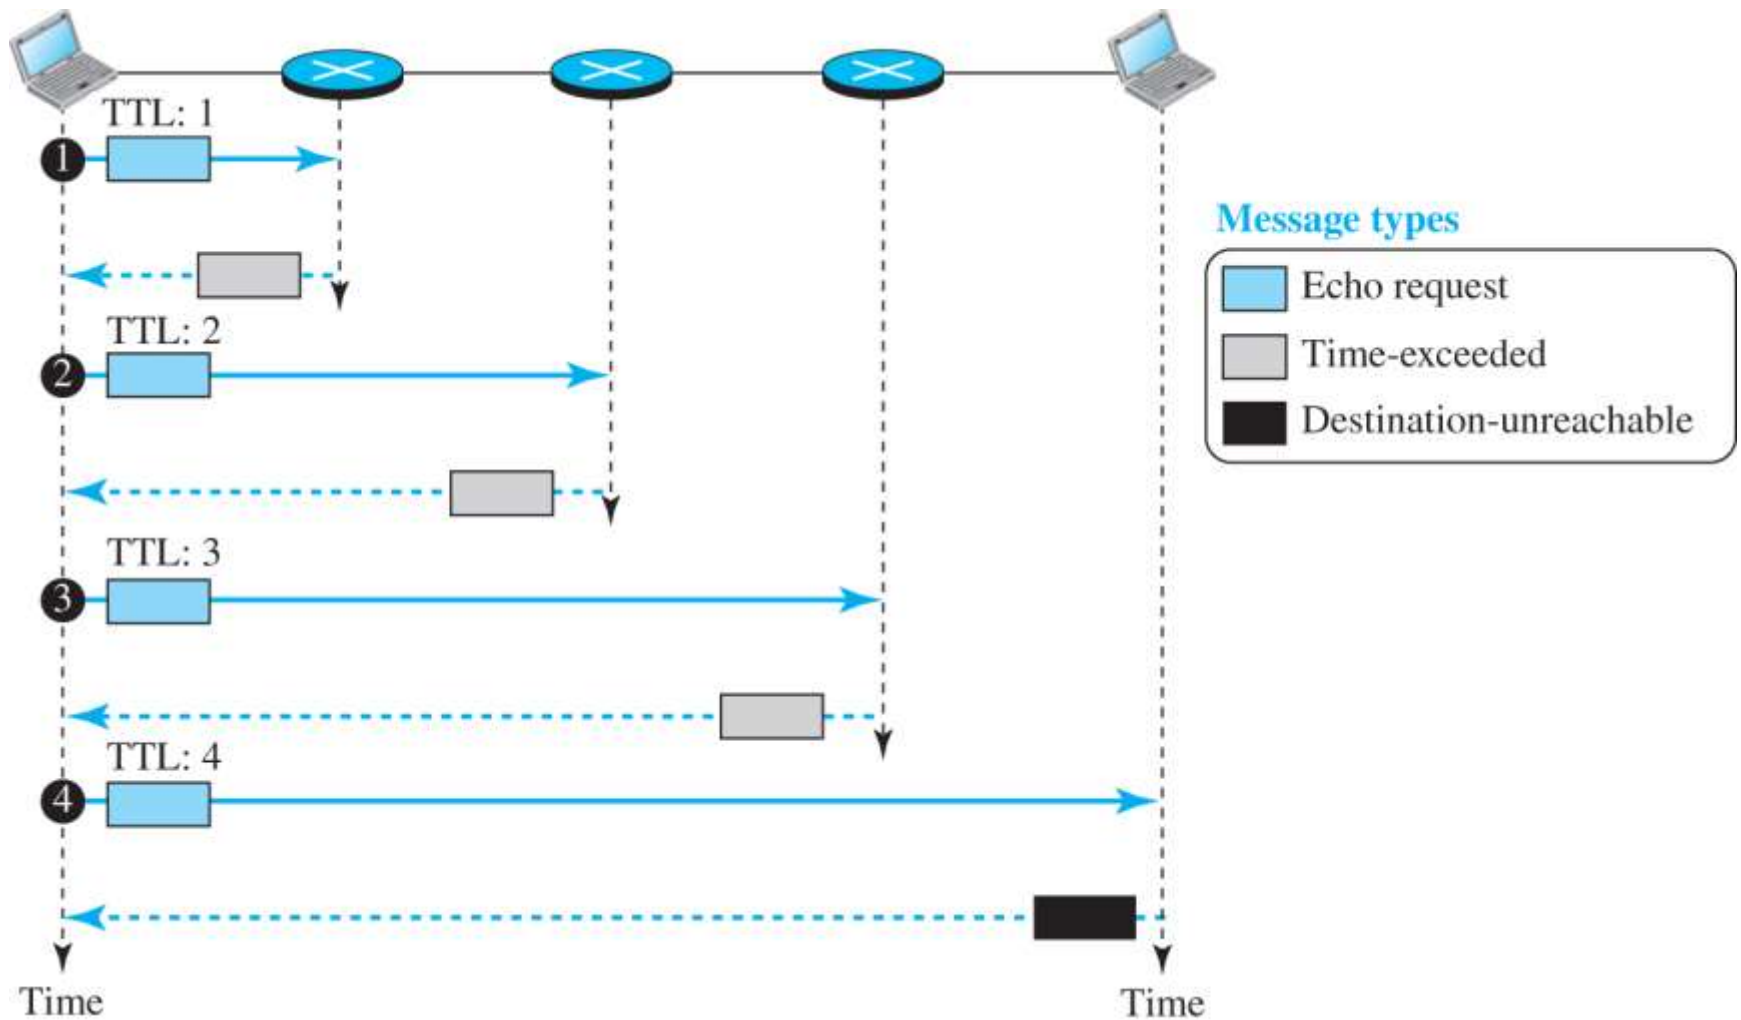 TTL: 1
1
TTL: 2
2
TTL: 3
3
TTL: 4
4
Time
Time
Message types
Echo request
Time-exceeded
Destination-unreachable